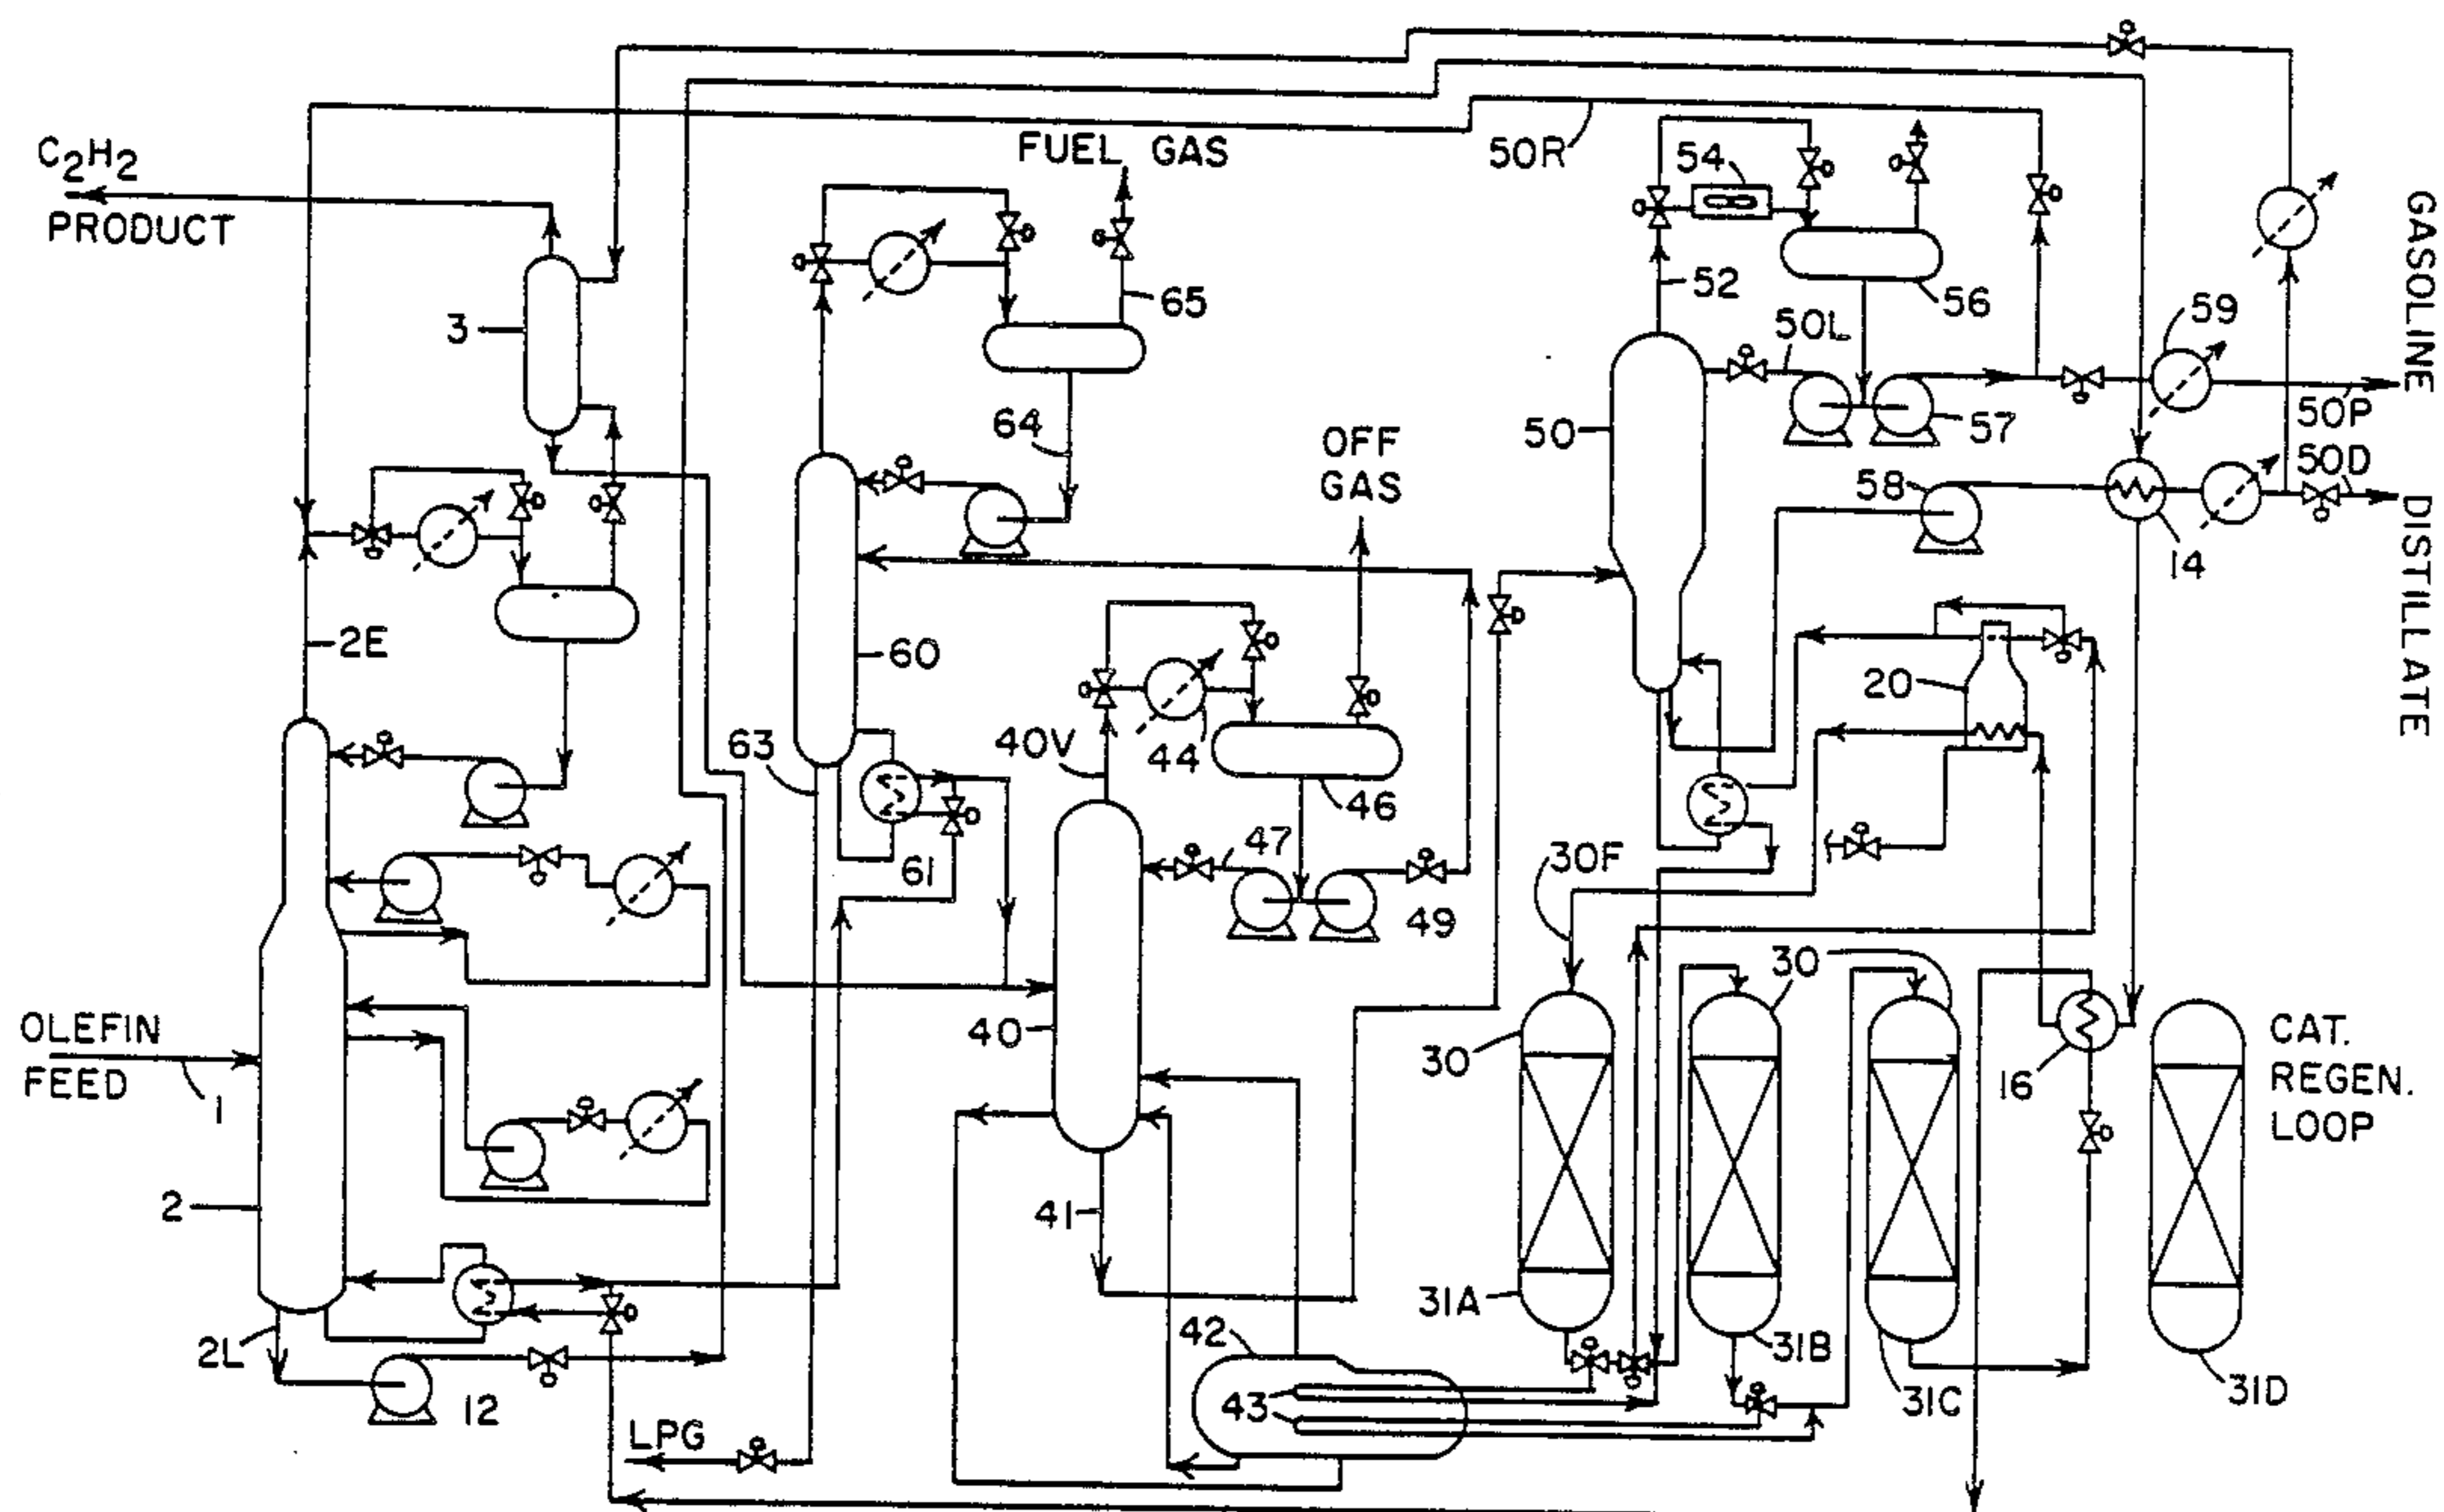 C2H2
PRODUCT
FUEL GAS
50R
54
GASOLINE
3
65
52
56
50L
59
64
50
57
50P
OFF
GAS
58
50D
14
DISTILLATE
2E
60
20
40V
44
63
46
61
47
49
30F
30
OLEFIN
FEED
1
40
30
16
CAT.
REGEN.
LOOP
2
41
31A
2L
42
31B
31C
31D
12
43
LPG